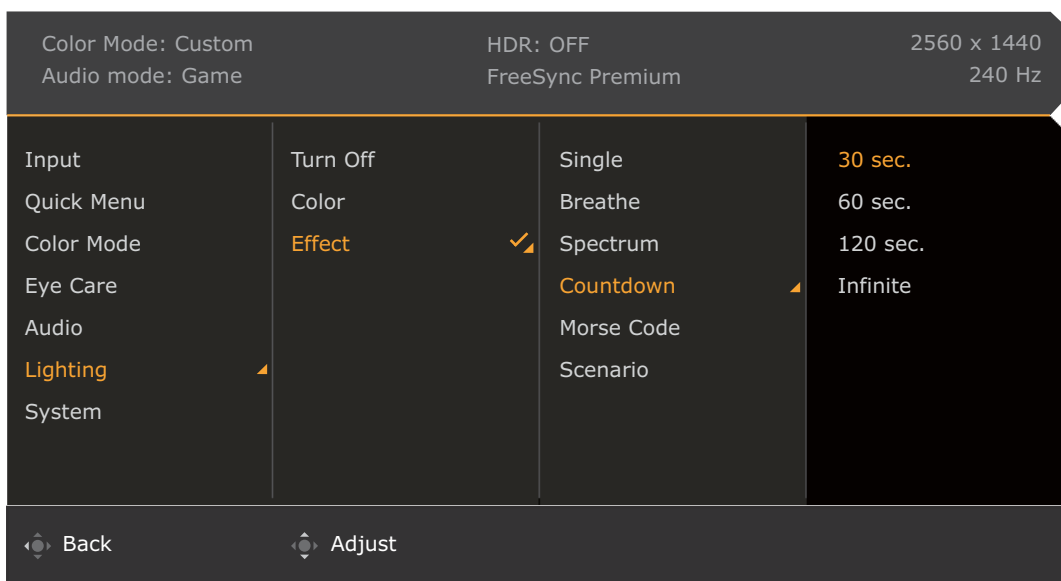 Color Mode: Custom
Audio mode: Game
HDR: OFF
FreeSync Premium
2560 x 1440
240 Hz
Input
Quick Menu
Color Mode
Eye Care
Audio
Lighting
System
Turn Off
Color
Effect
Single
Breathe
Spectrum
Countdown
Morse Code
Scenario
30 sec.
60 sec.
120 sec.
Infinite
Back
Adjust